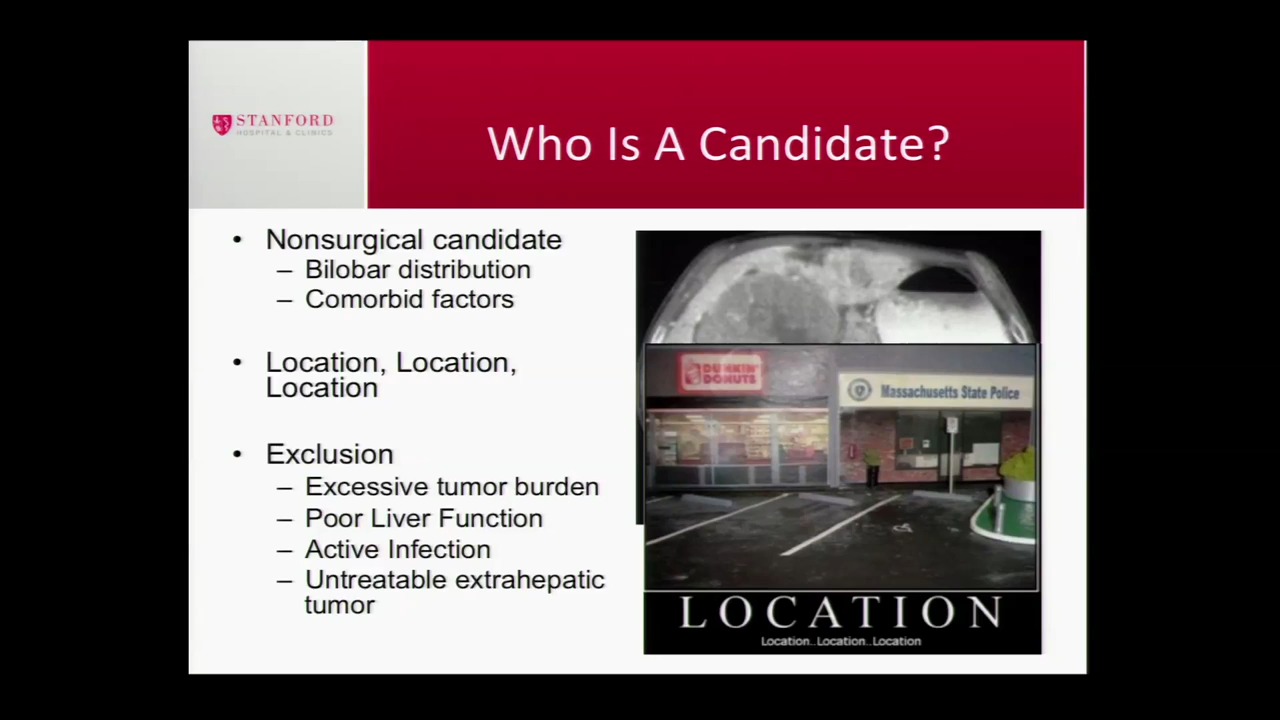 STANFORD
HOSPITAL & CLINICS
Who Is A Candidate?
• Nonsurgical candidate
– Bilobar distribution
– Comorbid factors
• Location, Location,
Location
• Exclusion
– Excessive tumor burden
– Poor Liver Function
– Active Infection
– Untreatable extrahepatic
tumor
DUNKIN'
DONUTS
Massachusetts State Police
LOCATION
Location..Location..Location